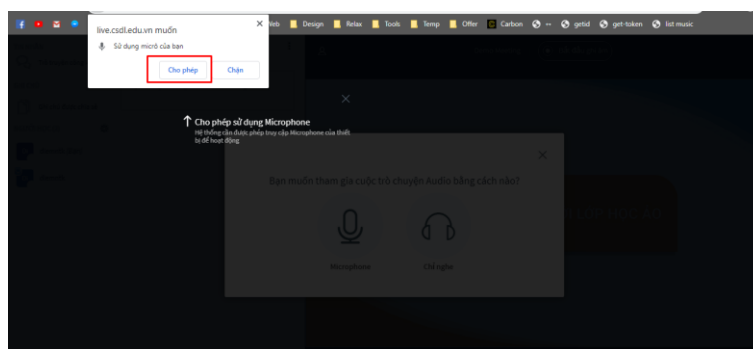 live.csdl.edu.vn muốn
Sử dụng micrô của bạn
Cho phép Chặn
Web Design Relax Tools Temp Offer Carbon -- getid get-token list music
Cho phép sử dụng Microphone
Hệ thống cần được phép truy cập Microphone của thiết
bị để hoạt động
Bạn muốn tham gia cuộc trò chuyện Audio bằng cách nào?
Microphone Chỉ nghe